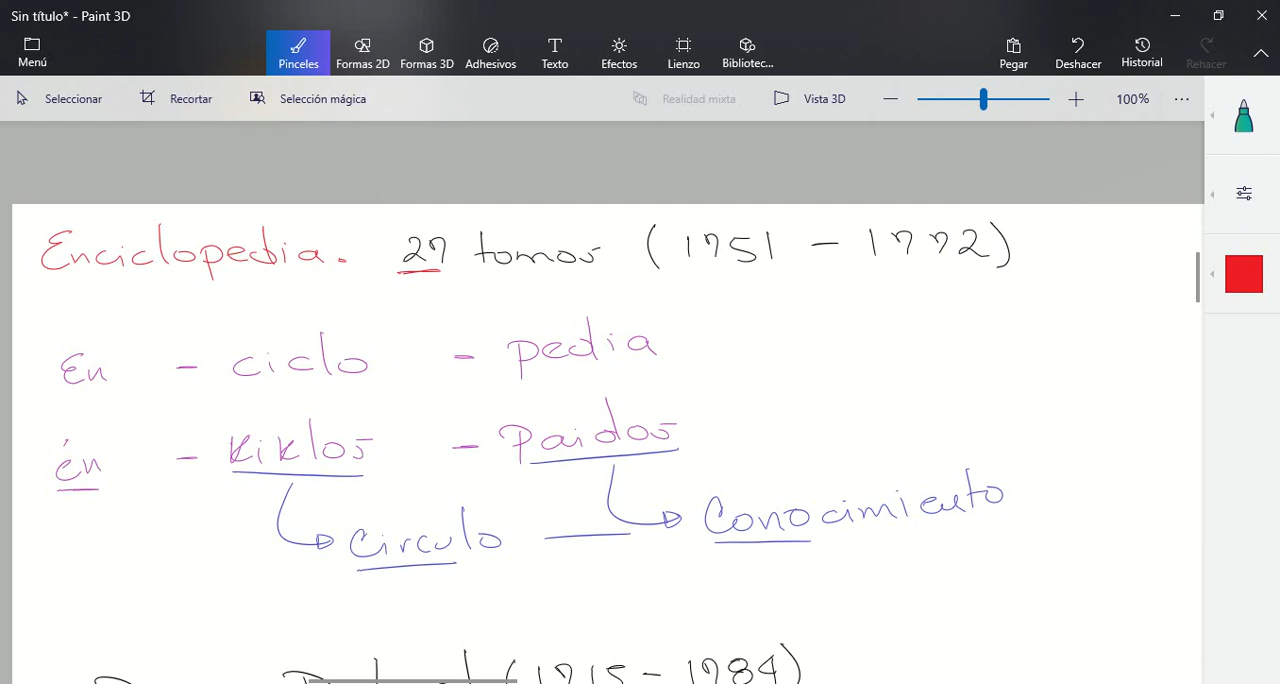 Sin título* - Paint 3D
Menú
Pinceles Formas 2D Formas 3D Adhesivos Texto Efectos Lienzo Bibliotec... Pegar Deshacer Historial Rehacer
Seleccionar Recortar Selección mágica Realidad mixta Vista 3D 100%
Enciclopedia. 27 tomos (1751 - 1772)
En - ciclo - pedia
én - Kiklos - Paidos
Circulo — Conocimiento
(1715 - 1784)